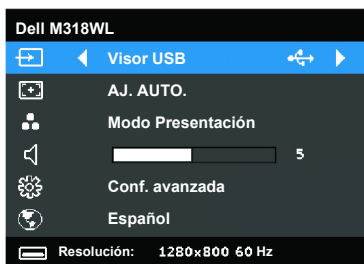 Dell M318WL
Visor USB
AJ. AUTO.
Modo Presentación
5
Conf. avanzada
Español
Resolución: 1280x800 60 Hz